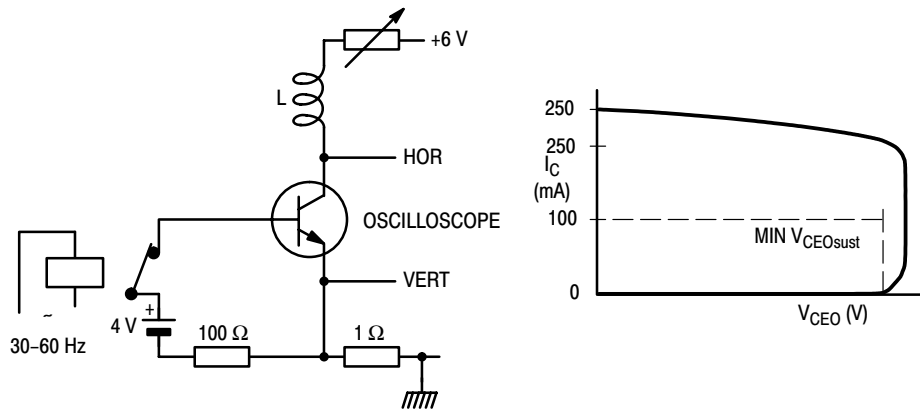 +6 V
L
HOR
OSCILLOSCOPE
VERT
+
4 V
100 Ω
1 Ω
~
30–60 Hz
250
250
I_C
(mA)
100
MIN V_CEOsust
0
V_CEO (V)